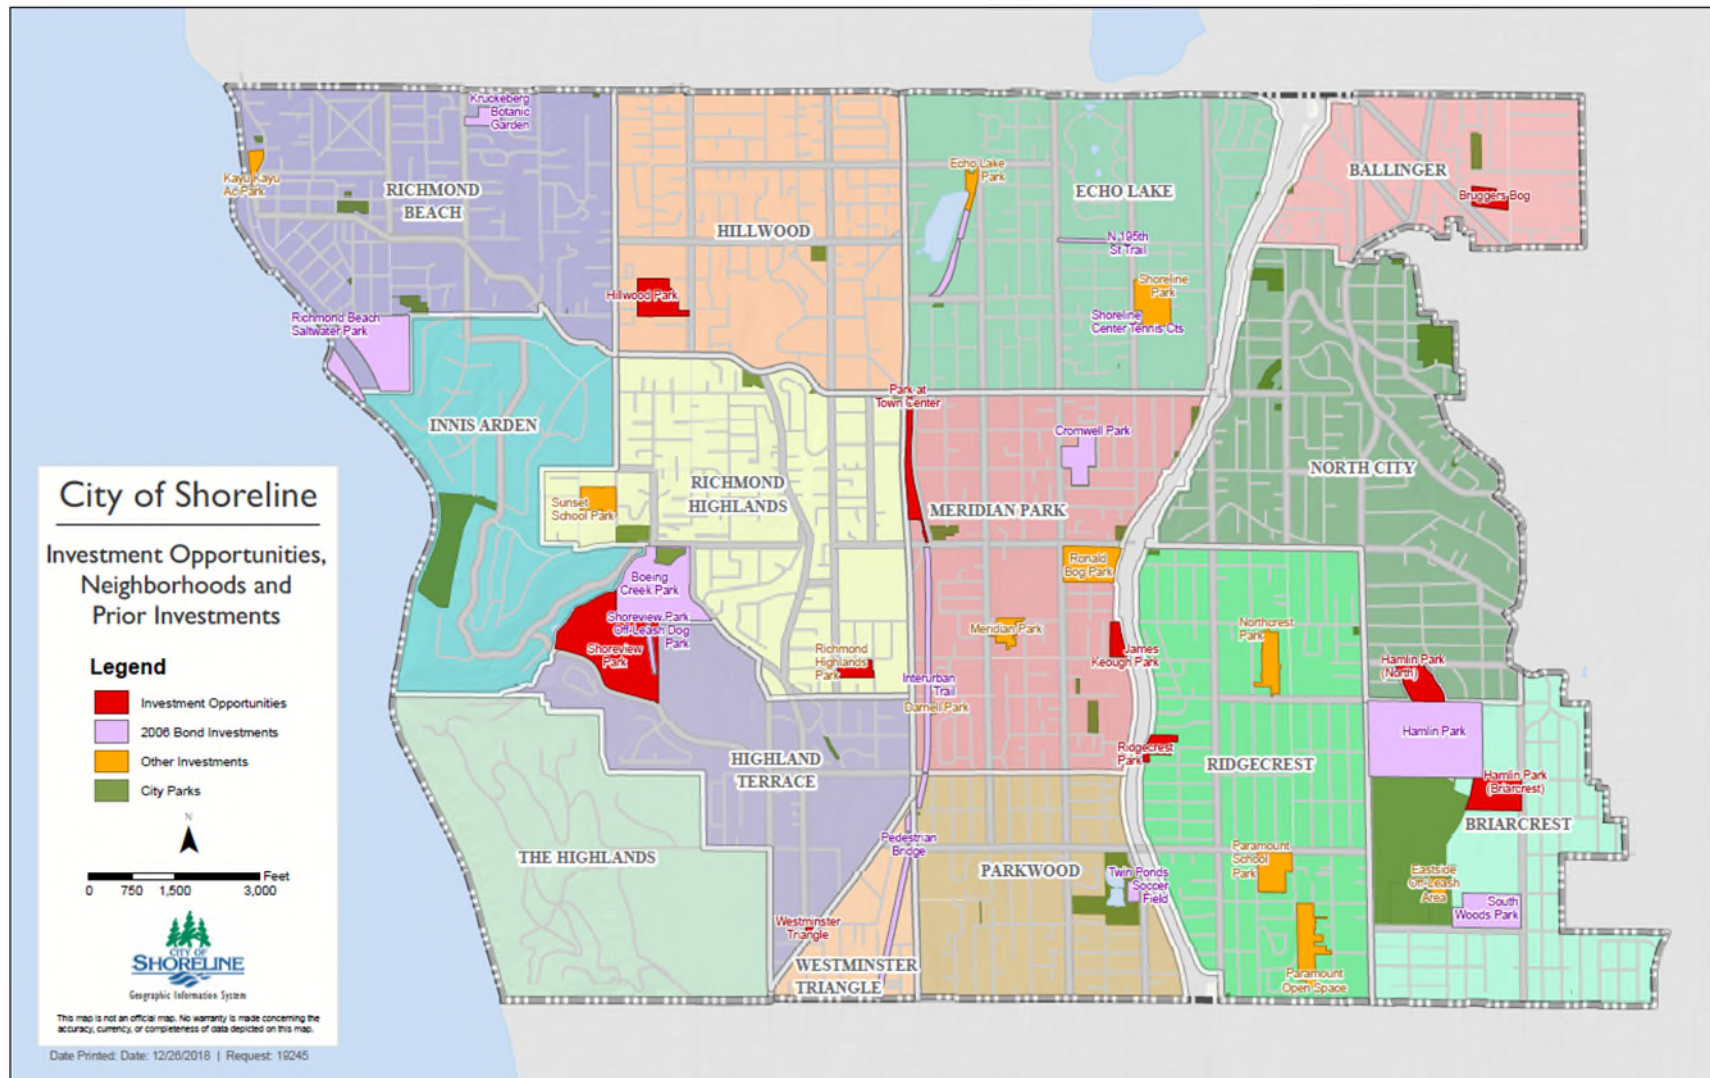 Kruckeberg
Botanic
Garden
Kayu Kayu
Ac Park
RICHMOND
BEACH
HILLWOOD
Echo Lake
Park
ECHO LAKE
BALLINGER
Bruggers Bog
N 195th
St Trail
Hillwood Park
Shoreline
Park
Shoreline
Center Tennis Cts
Richmond Beach
Saltwater Park
Park at
Town Center
INNIS ARDEN
Cromwell Park
NORTH CITY
RICHMOND
HIGHLANDS
Sunset
School Park
MERIDIAN PARK
Ronald
Bog Park
Boeing
Creek Park
Shoreview Park
Off-Leash Dog
Park
Shoreview
Park
Meridian Park
Northcrest
Park
Richmond
Highlands
Park
James
Keough Park
Hamlin Park
(North)
Interurban
Trail
Darnell Park
Hamlin Park
HIGHLAND
TERRACE
Ridgecrest
Park
RIDGECREST
Hamlin Park
(Briarcrest)
BRIARCREST
THE HIGHLANDS
Pedestrian
Bridge
PARKWOOD
Twin Ponds
Soccer
Field
Paramount
School
Park
Eastside
Off-Leash
Area
South
Woods Park
Westminster
Triangle
WESTMINSTER
TRIANGLE
Paramount
Open Space
City of Shoreline
Investment Opportunities,
Neighborhoods and
Prior Investments
Legend
Investment Opportunities
2006 Bond Investments
Other Investments
City Parks
N
Feet
0 750 1,500 3,000
CITY OF
SHORELINE
Geographic Information System
This map is not an official map. No warranty is made concerning the
accuracy, currency, or completeness of data depicted on this map.
Date Printed: Date: 12/26/2018 | Request: 19245